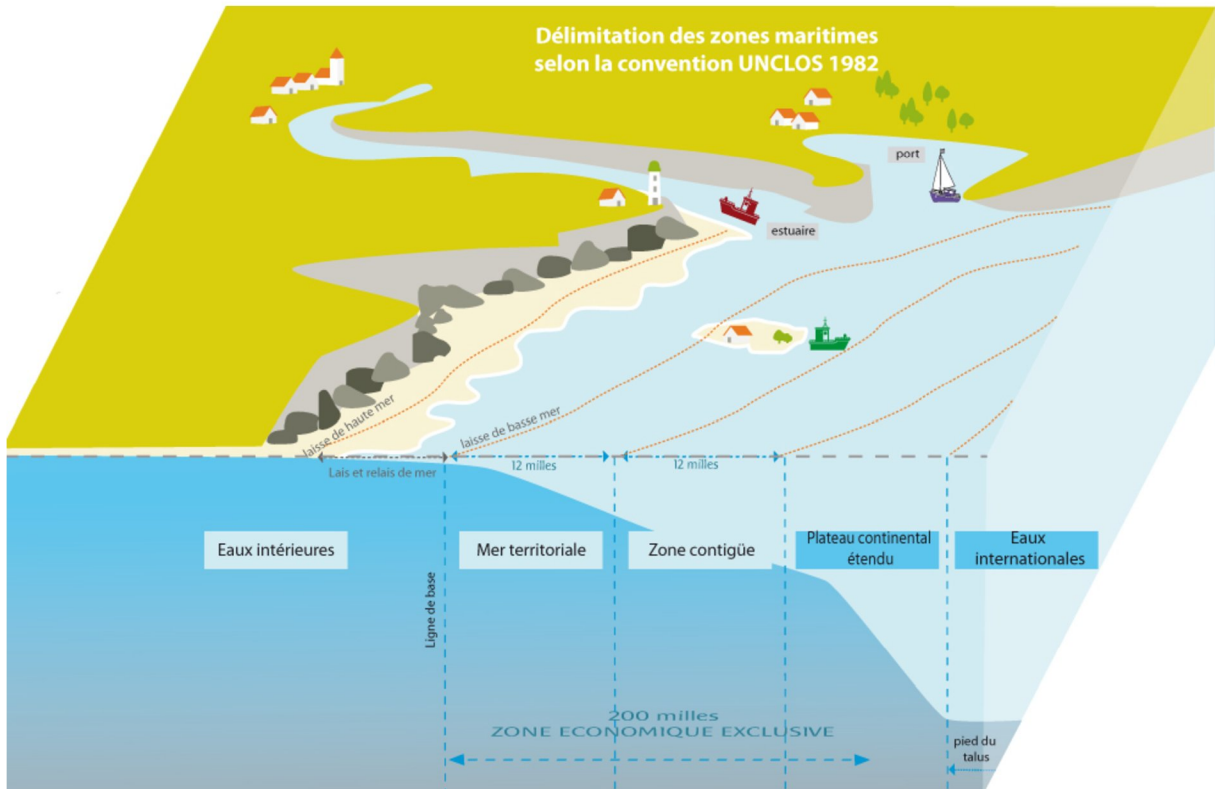 Délimitation des zones maritimes
selon la convention UNCLOS 1982
port
estuaire
laisse de haute mer
laisse de basse mer
Lais et relais de mer
12 milles
12 milles
Eaux intérieures
Ligne de base
Mer territoriale
Zone contigüe
Plateau continental
étendu
Eaux
internationales
200 milles
ZONE ECONOMIQUE EXCLUSIVE
pied du
talus